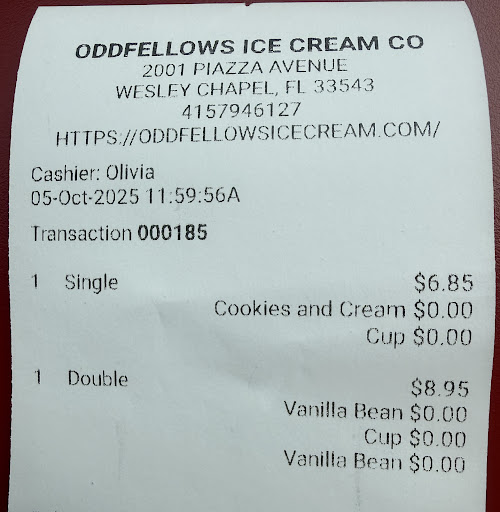 ODDFELLOWS ICE CREAM CO
2001 PIAZZA AVENUE
WESLEY CHAPEL, FL 33543
4157946127
HTTPS://ODDFELLOWSICECREAM.COM/
Cashier: Olivia
05-Oct-2025 11:59:56A
Transaction 000185
1 Single $6.85
Cookies and Cream $0.00
Cup $0.00
1 Double $8.95
Vanilla Bean $0.00
Cup $0.00
Vanilla Bean $0.00